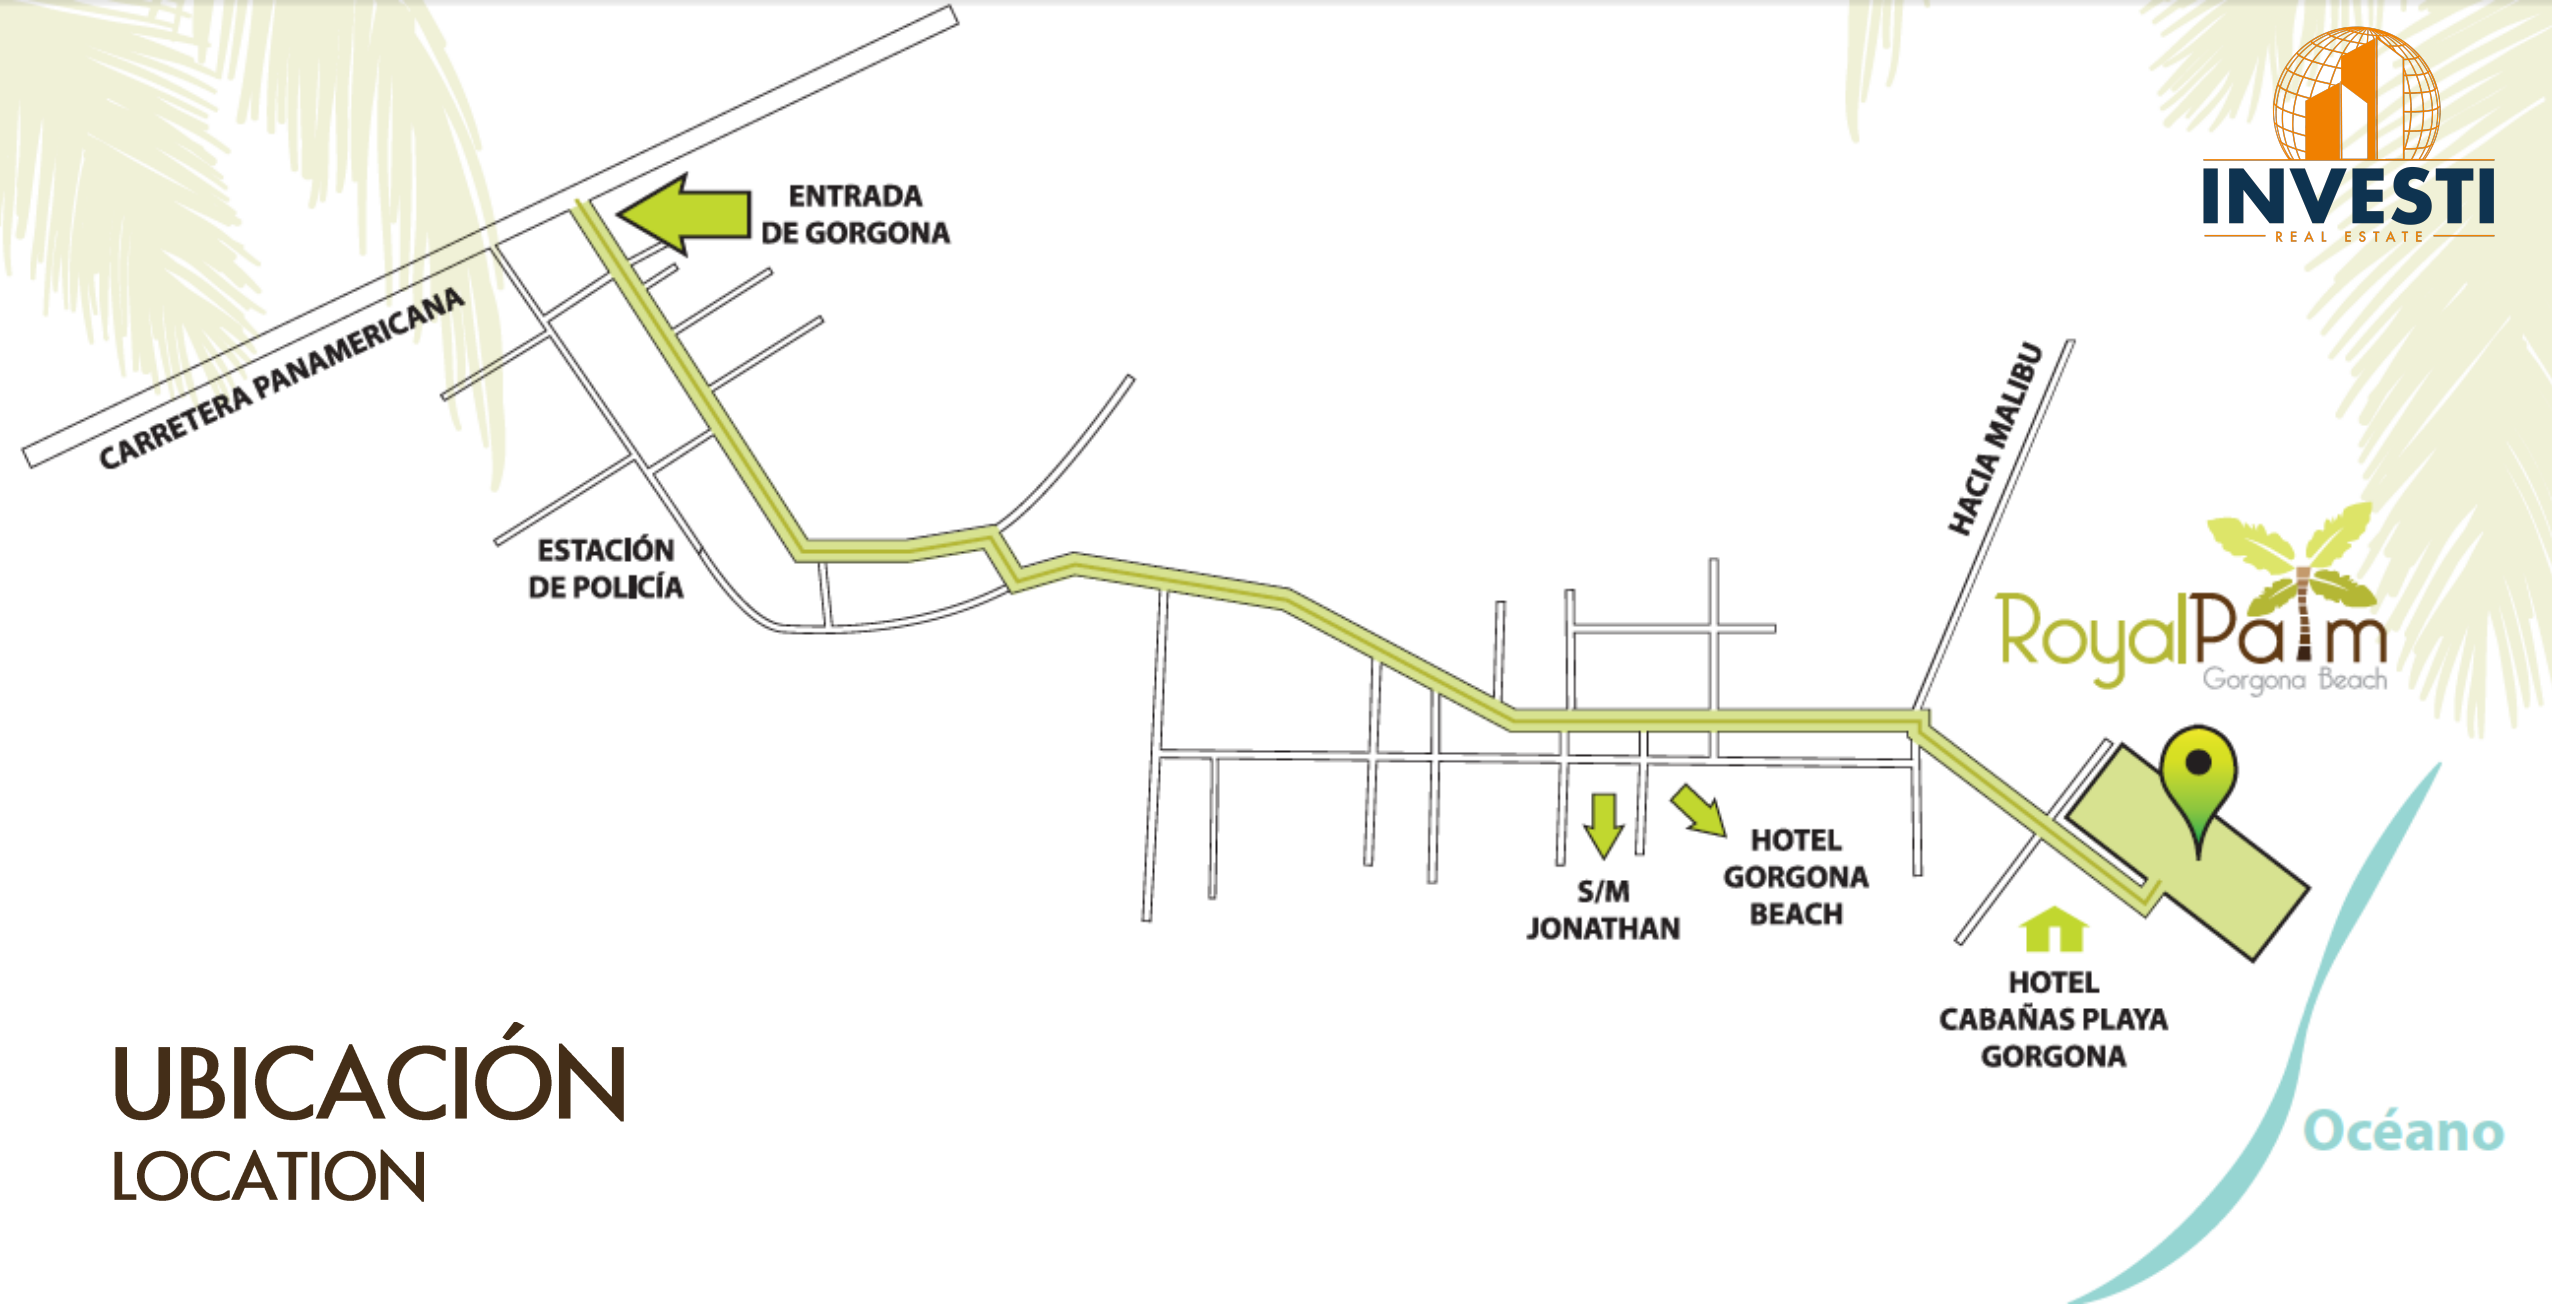 INVESTI
REAL ESTATE
ENTRADA
DE GORGONA
CARRETERA PANAMERICANA
HACIA MALIBU
ESTACIÓN
DE POLICÍA
RoyalPalm
Gorgona Beach
HOTEL
GORGONA
BEACH
S/M
JONATHAN
HOTEL
CABAÑAS PLAYA
GORGONA
UBICACIÓN
LOCATION
Océano